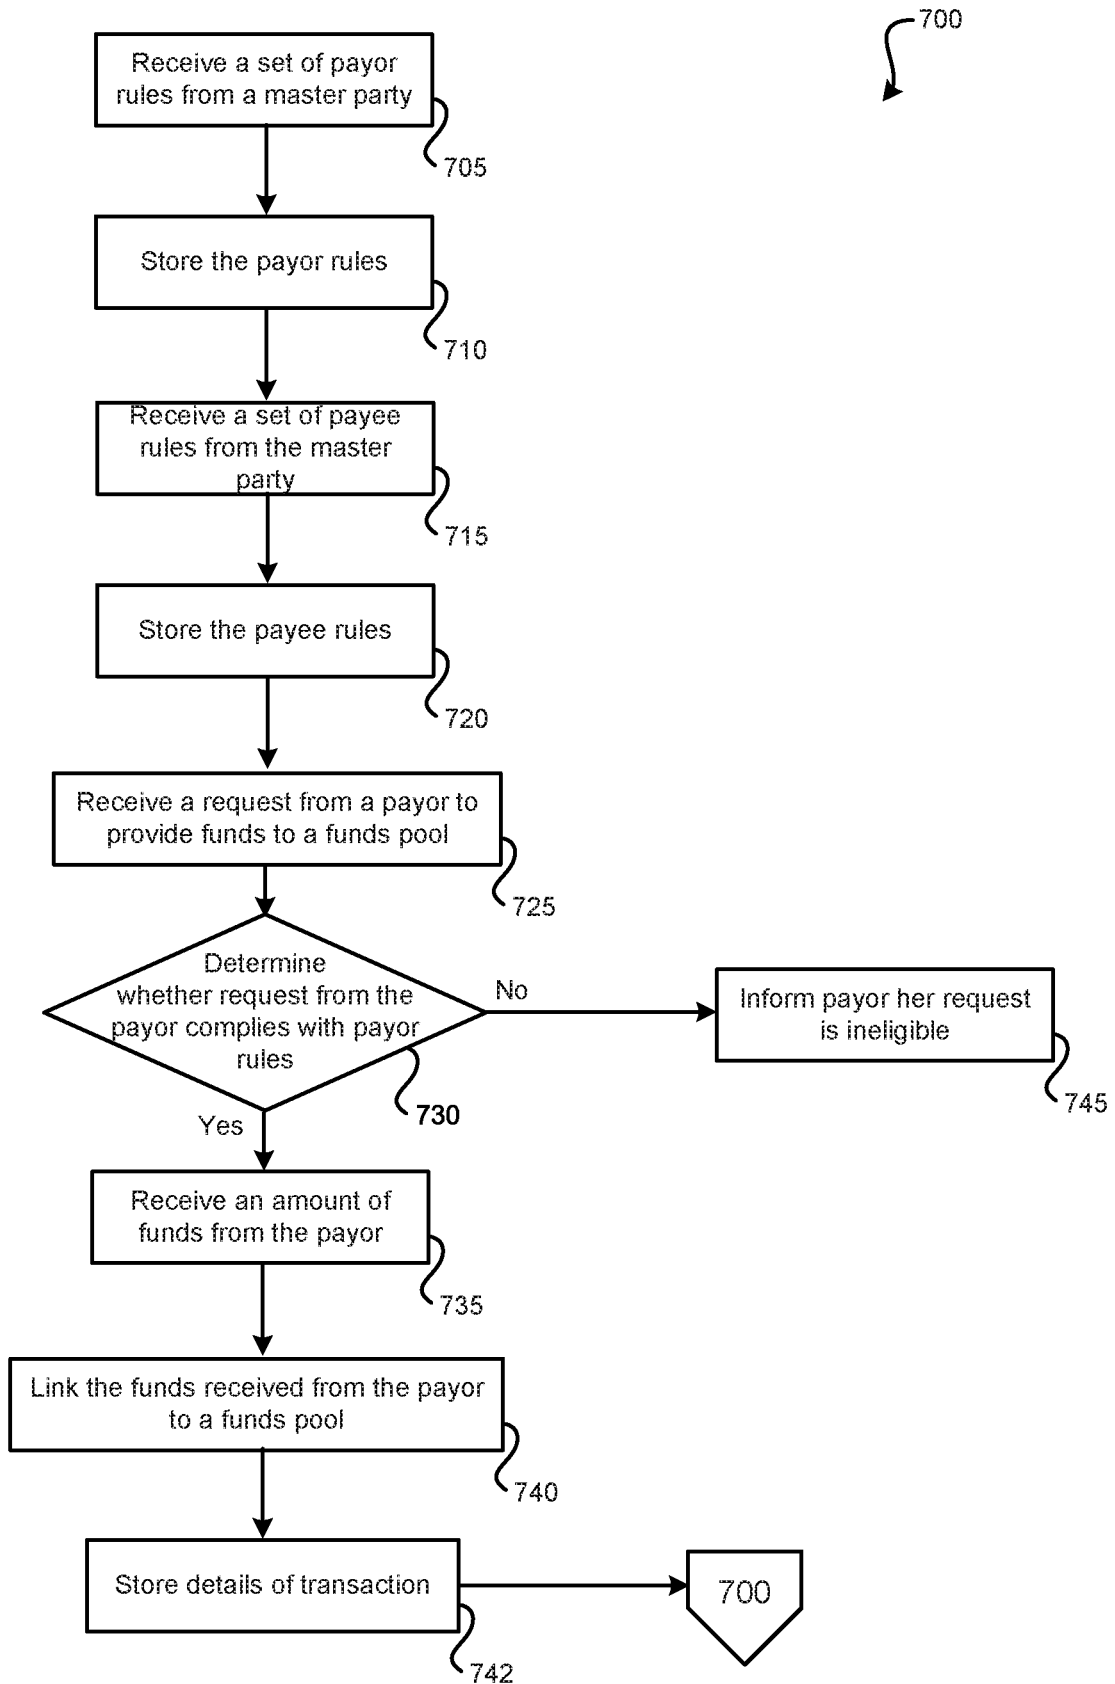 700
Receive a set of payor
rules from a master party
705
Store the payor rules
710
Receive a set of payee
rules from the master
party
715
Store the payee rules
720
Receive a request from a payor to
provide funds to a funds pool
725
Determine
whether request from the
payor complies with payor
rules
730
No
Inform payor her request
is ineligible
745
Yes
Receive an amount of
funds from the payor
735
Link the funds received from the payor
to a funds pool
740
Store details of transaction
742
700